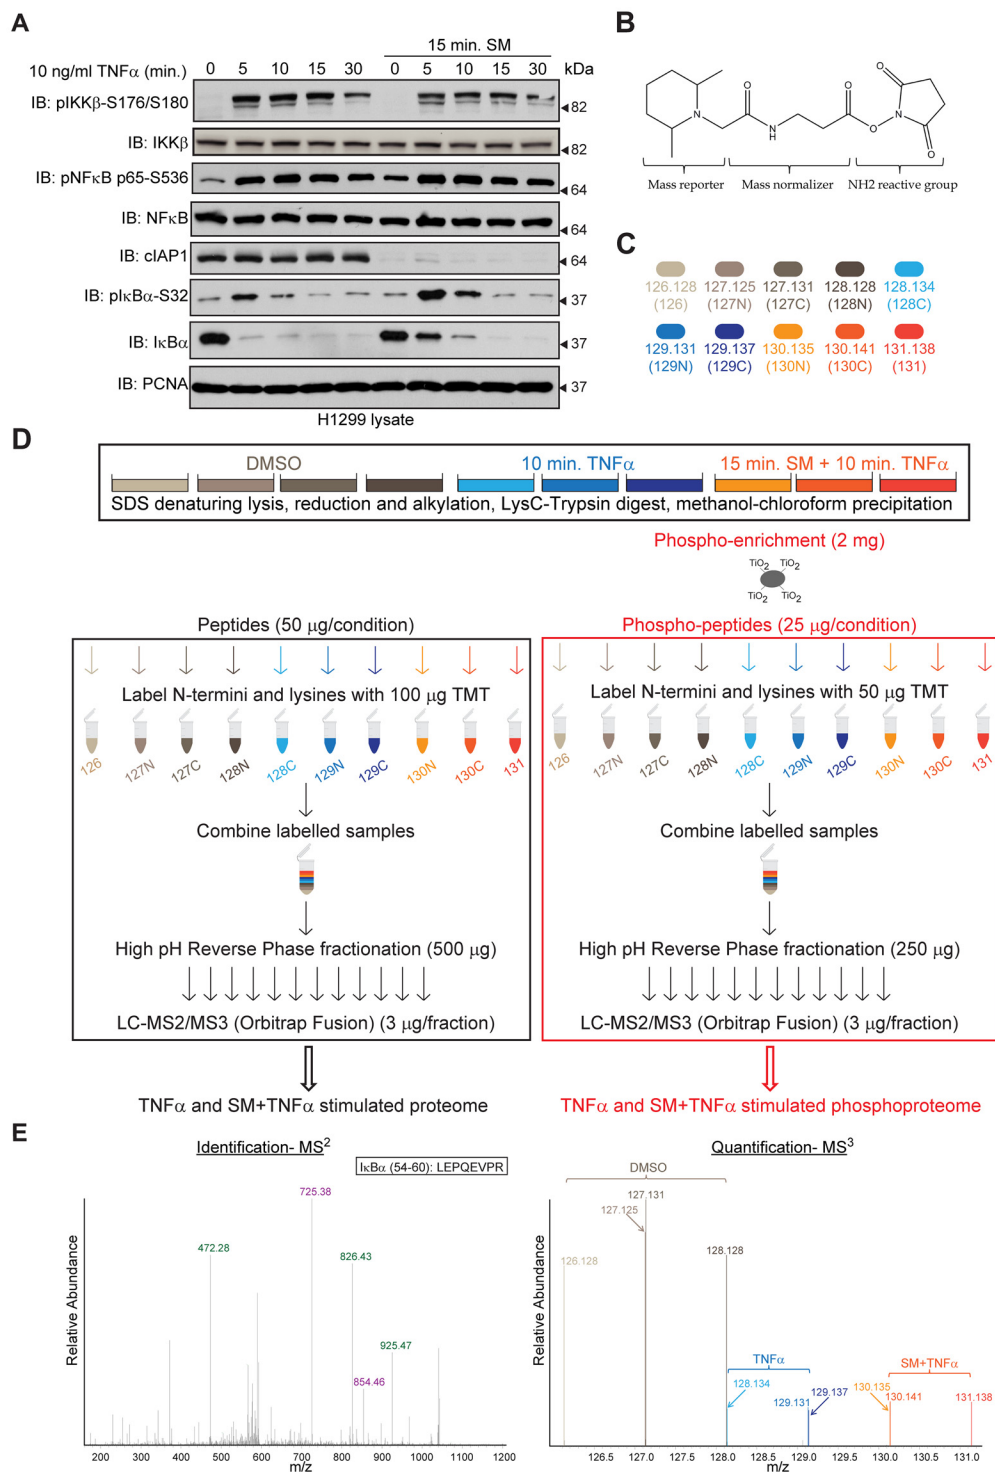 A
15 min. SM
10 ng/ml TNFα (min.) 0 5 10 15 30 0 5 10 15 30 kDa
IB: pIKKβ-S176/S180
82
IB: IKKβ
82
IB: pNFκB p65-S536
64
IB: NFκB
64
IB: cIAP1
64
IB: pIκBα-S32
37
IB: IκBα
37
IB: PCNA
37
H1299 lysate
B
O O O
N N H O N
O
Mass reporter Mass normalizer NH2 reactive group
C
126.128 127.125 127.131 128.128 128.134
(126) (127N) (127C) (128N) (128C)
129.131 129.137 130.135 130.141 131.138
(129N) (129C) (130N) (130C) (131)
D
DMSO 10 min. TNFα 15 min. SM + 10 min. TNFα
SDS denaturing lysis, reduction and alkylation, LysC-Trypsin digest, methanol-chloroform precipitation
Phospho-enrichment (2 mg)
TiO2 TiO2
TiO2 TiO2
Peptides (50 μg/condition)
Label N-termini and lysines with 100 μg TMT
126 127N 127C 128N 128C 129N 129C 130N 130C 131
Combine labelled samples
High pH Reverse Phase fractionation (500 μg)
LC-MS2/MS3 (Orbitrap Fusion) (3 μg/fraction)
TNFα and SM+TNFα stimulated proteome
Phospho-peptides (25 μg/condition)
Label N-termini and lysines with 50 μg TMT
126 127N 127C 128N 128C 129N 129C 130N 130C 131
Combine labelled samples
High pH Reverse Phase fractionation (250 μg)
LC-MS2/MS3 (Orbitrap Fusion) (3 μg/fraction)
TNFα and SM+TNFα stimulated phosphoproteome
E
Identification- MS2
IκBα (54-60): LEPQEVPR
725.38
472.28
826.43
925.47
854.46
Relative Abundance
200 300 400 500 600 700 800 900 1000 1100 1200
m/z
Quantification- MS3
DMSO
127.131
127.125
128.128
126.128
TNFα
SM+TNFα
128.134
129.137
130.135
129.131
130.141
131.138
Relative Abundance
126.5 127.0 127.5 128.0 128.5 129.0 129.5 130.0 130.5 131.0
m/z